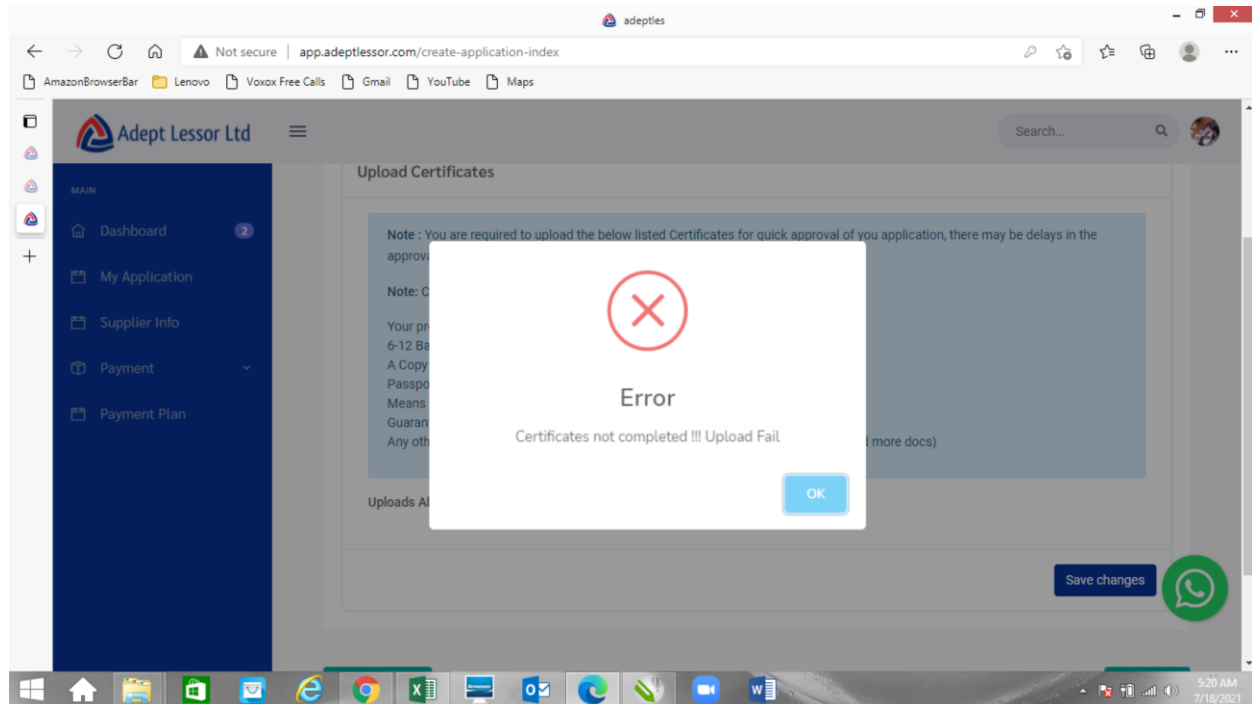 adeptles
Not secure | app.adeptlessor.com/create-application-index
AmazonBrowserBar Lenovo Voxox Free Calls Gmail YouTube Maps
Adept Lessor Ltd
Search...
MAIN
Dashboard 2
My Application
Supplier Info
Payment
Payment Plan
Upload Certificates
Note : You are required to upload the below listed Certificates for quick approval of you application, there may be delays in the
Note: C
Your
6-12
A Copy
Means
Any more docs)
Error
Certificates not completed !!! Upload Fail
OK
Uploads
Save changes
5:20 AM
7/18/2021